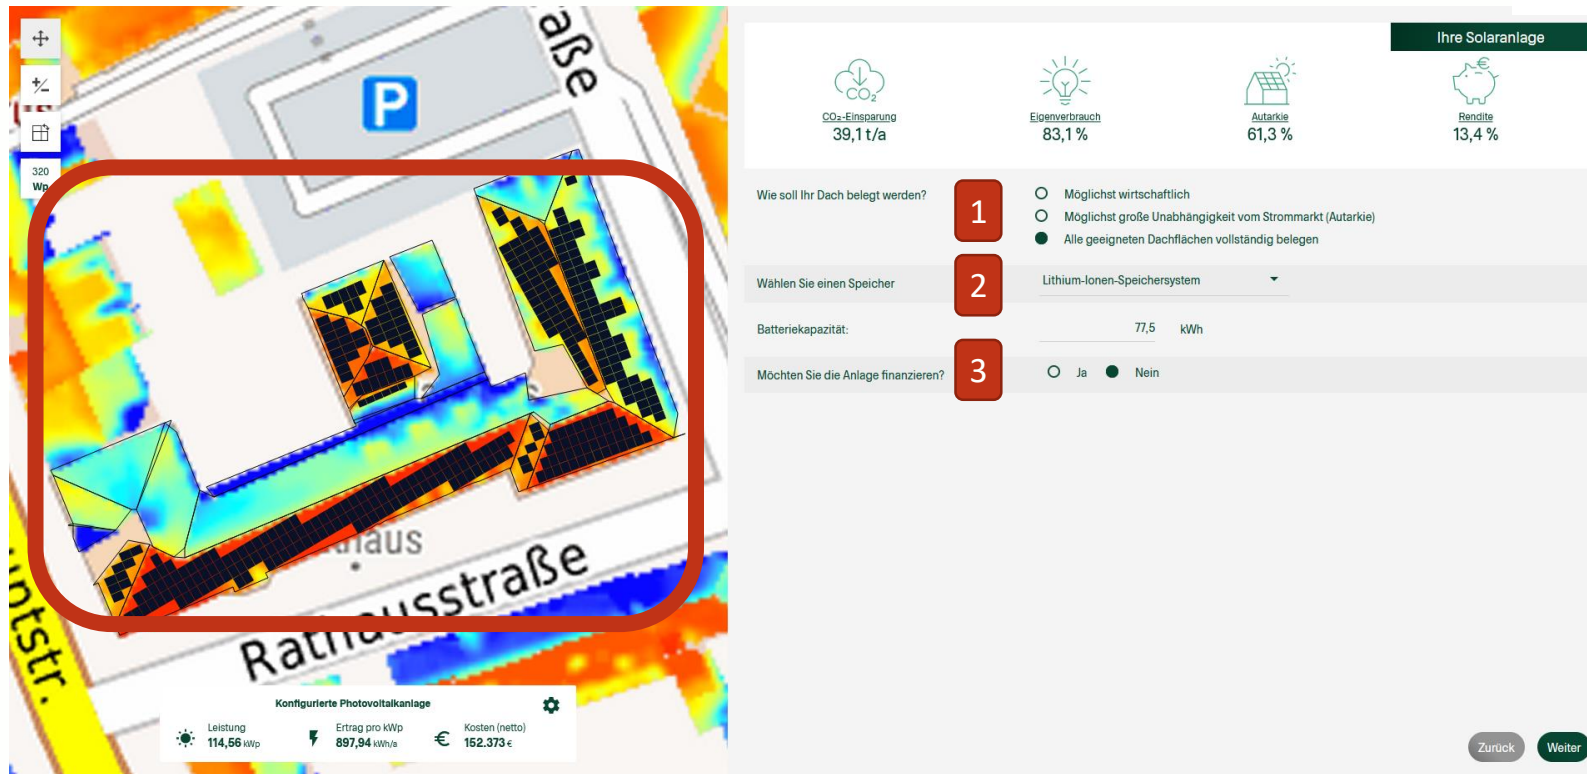 aße
P
320
Wp
Rathausstraße
Konfigurierte Photovoltaikanlage
Leistung
114,56 kWp
Ertrag pro kWp
897,94 kWh/a
Kosten (netto)
152.373 €
Ihre Solaranlage
CO₂
CO₂-Einsparung
39,1 t/a
Eigenverbrauch
83,1 %
Autarkie
61,3 %
€
Rendite
13,4 %
Wie soll Ihr Dach belegt werden?
1
Möglichst wirtschaftlich
Möglichst große Unabhängigkeit vom Strommarkt (Autarkie)
Alle geeigneten Dachflächen vollständig belegen
Wählen Sie einen Speicher
2
Lithium-Ionen-Speichersystem
Batteriekapazität:
77,5 kWh
Möchten Sie die Anlage finanzieren?
3
Ja
Nein
Zurück
Weiter